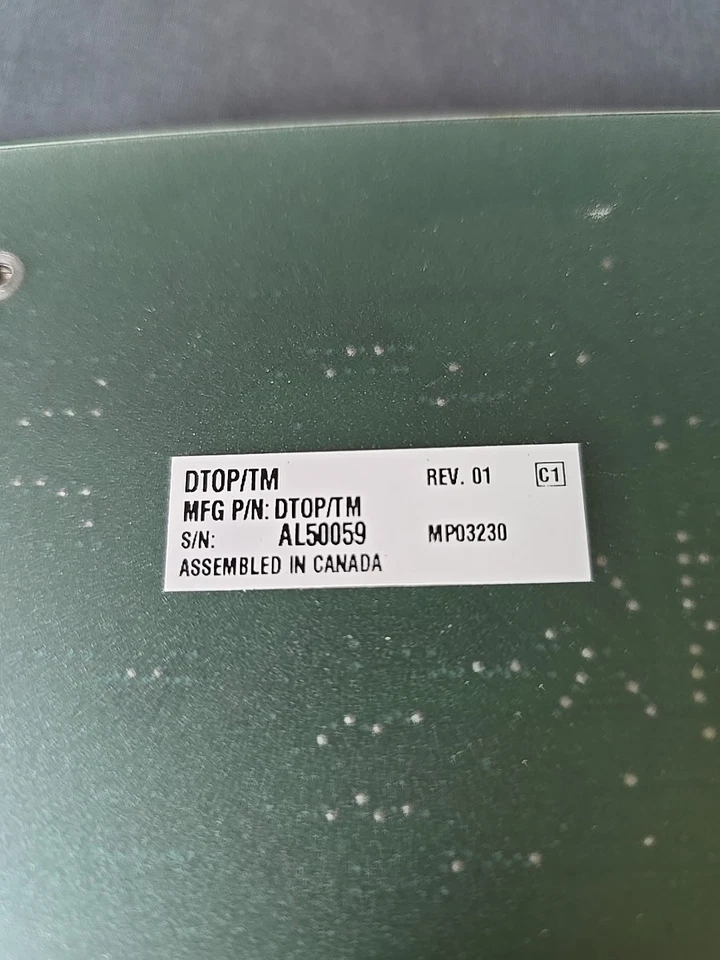 DTOP/TM REV. 01 C1
MFG P/N: DTOP/TM
S/N: AL50059 MP03230
ASSEMBLED IN CANADA